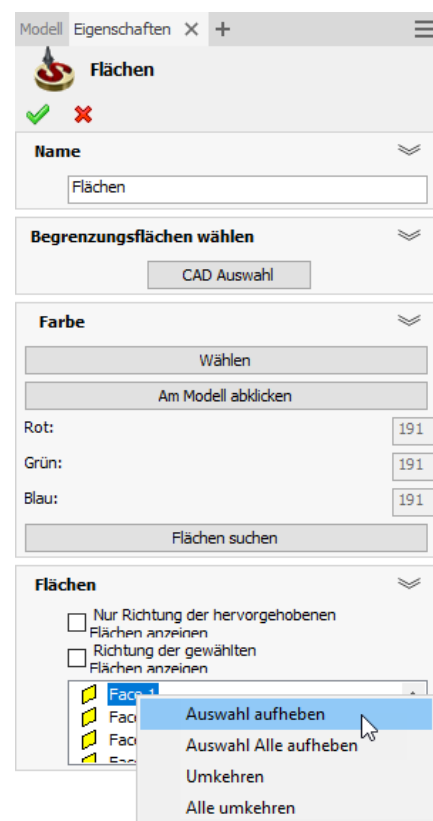 Modell Eigenschaften
Flächen
Name
Flächen
Begrenzungsflächen wählen
CAD Auswahl
Farbe
Wählen
Am Modell abklicken
Rot: 191
Grün: 191
Blau: 191
Flächen suchen
Flächen
Nur Richtung der hervorgehobenen
Flächen anzeigen
Richtung der gewählten
Flächen anzeigen
Face 1
Auswahl aufheben
Auswahl Alle aufheben
Umkehren
Alle umkehren